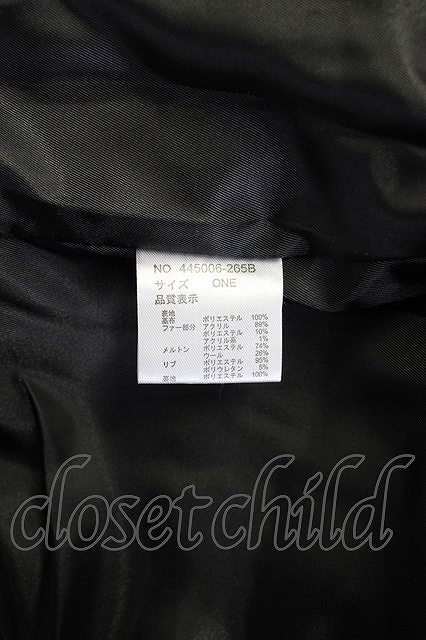 NO 445006-265B
サイズ ONE
品質表示
表地
基布 ポリエステル 100%
ファー部分 アクリル 89%
ポリエステル 10%
アクリル系 1%
メルトン ポリエステル 74%
ウール 26%
リブ ポリエステル 95%
ポリウレタン 5%
裏地 ポリエステル 100%
closetchild